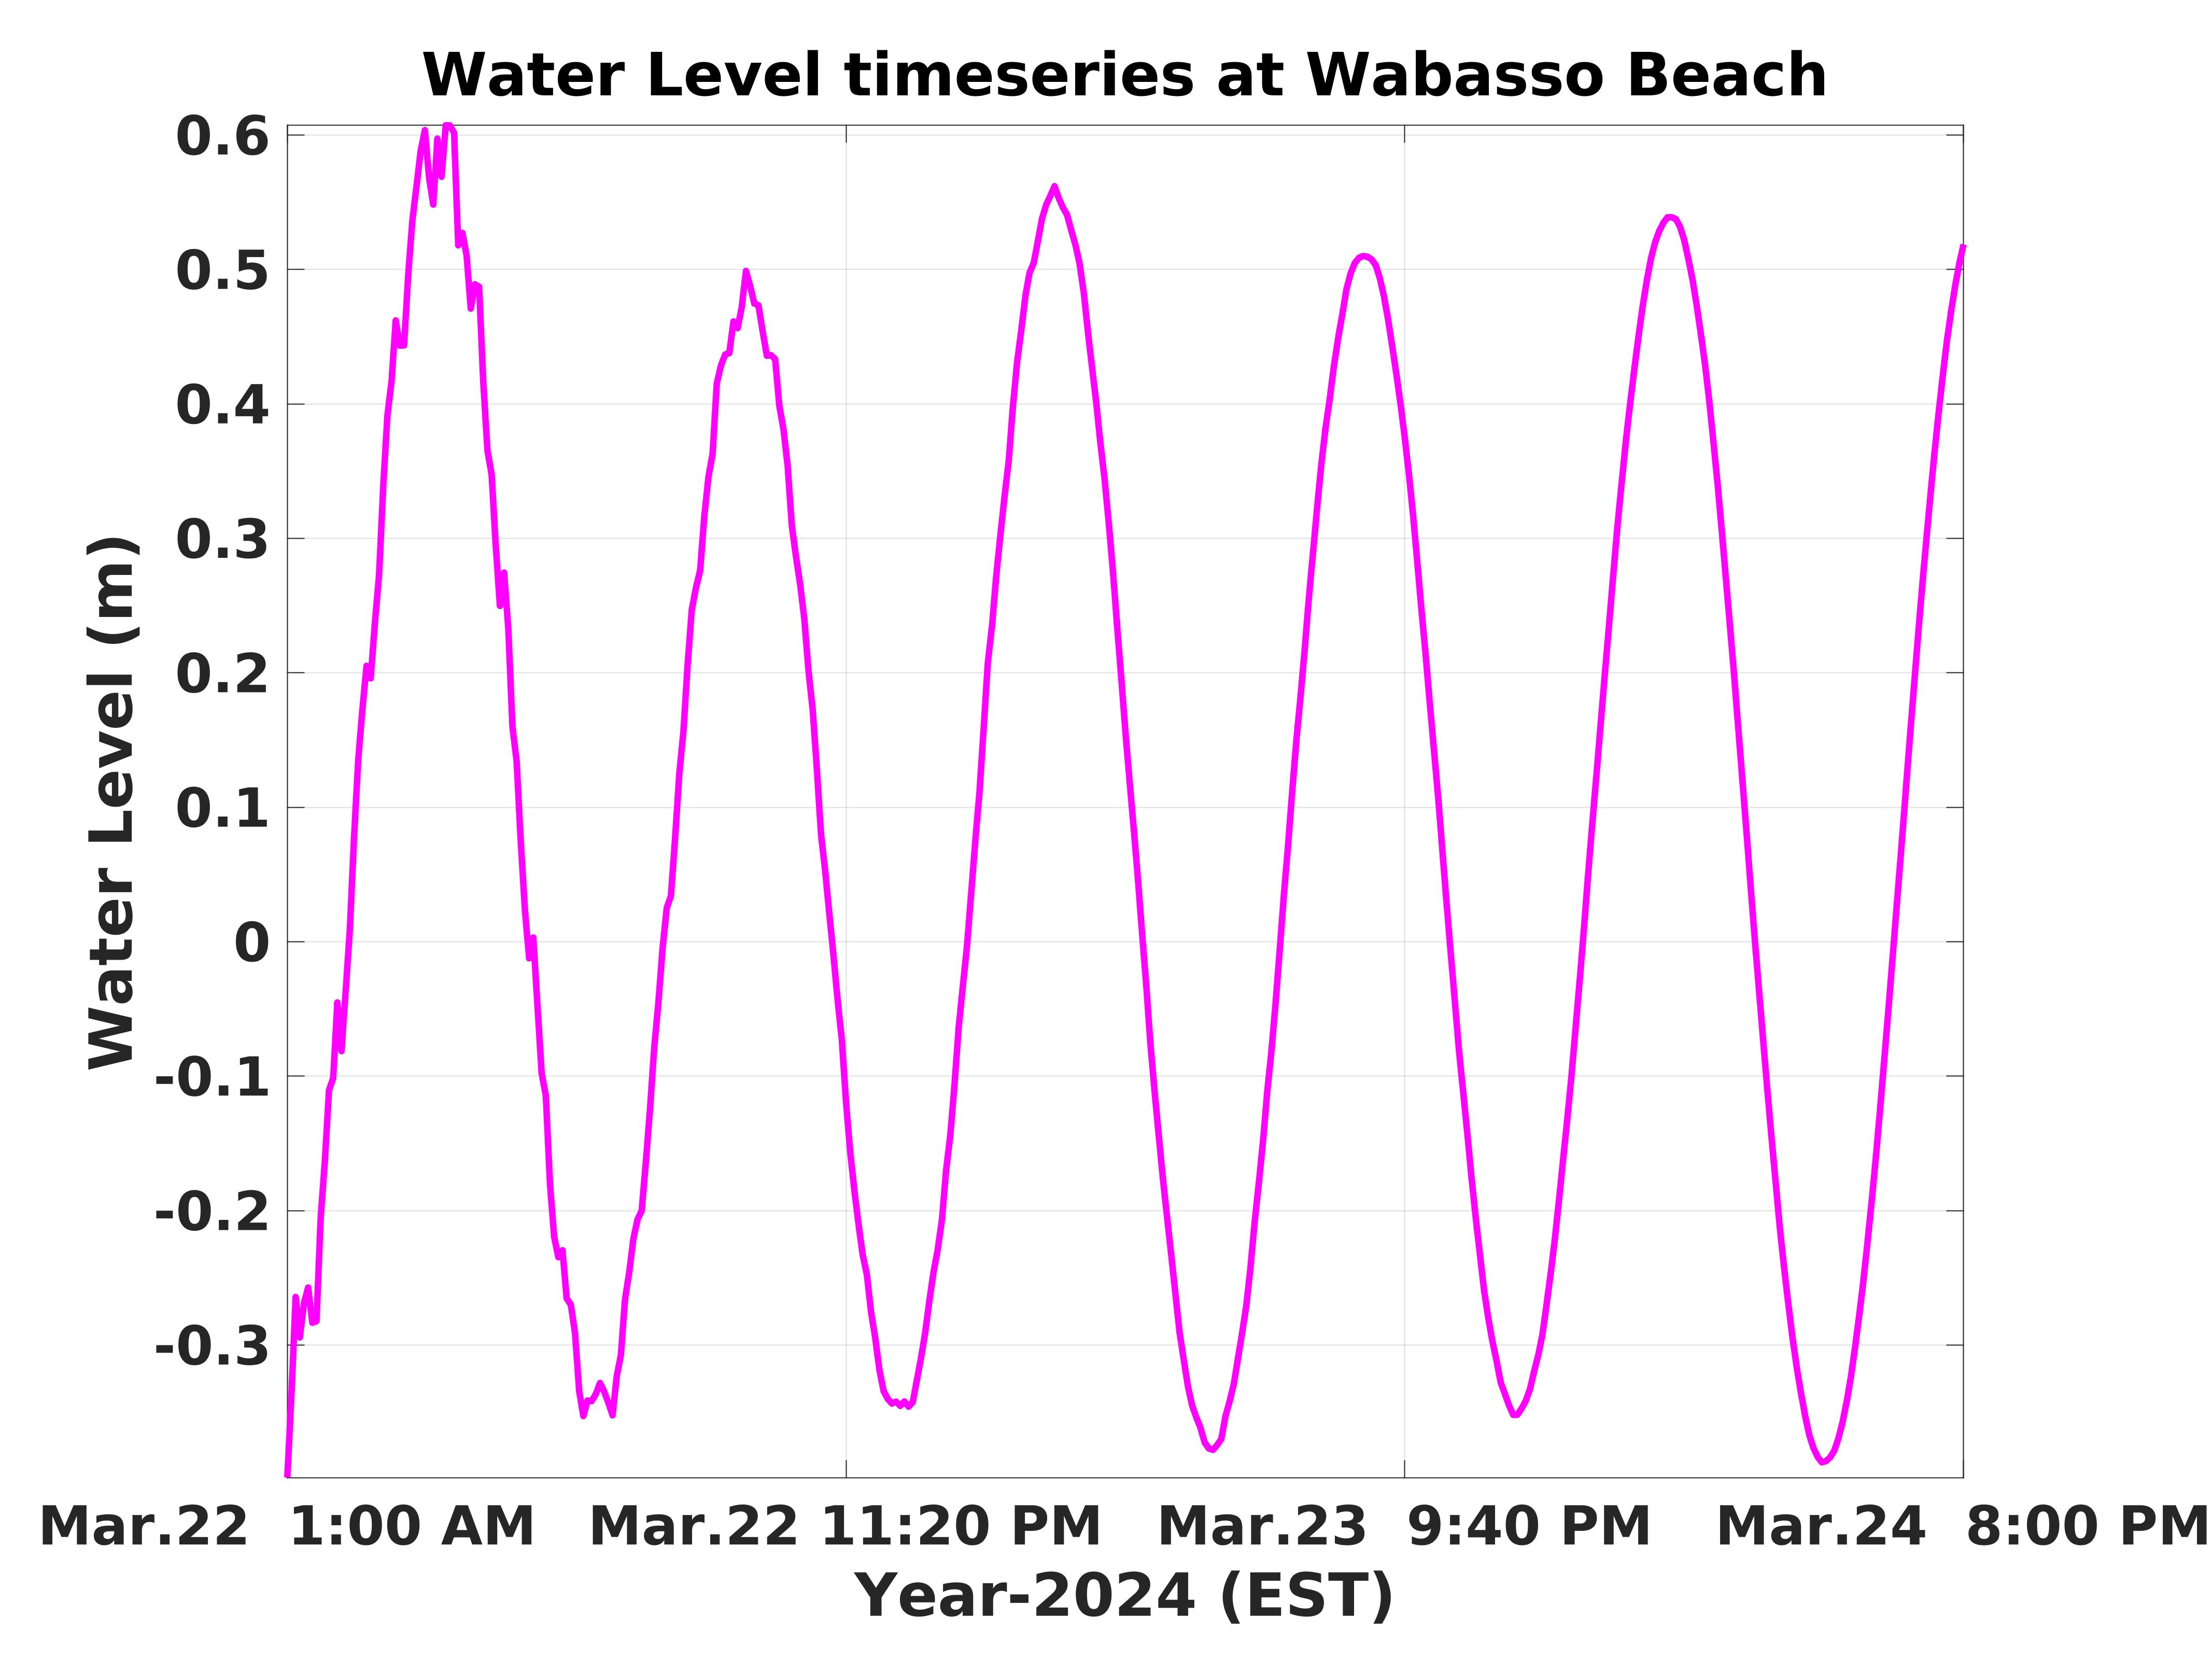 Water Level timeseries at Wabasso Beach
0.6
0.5
0.4
0.3
0.2
0.1
0
-0.1
-0.2
-0.3
Water Level (m)
Mar.22  1:00 AM Mar.22 11:20 PM Mar.23  9:40 PM Mar.24  8:00 PM
Year-2024 (EST)